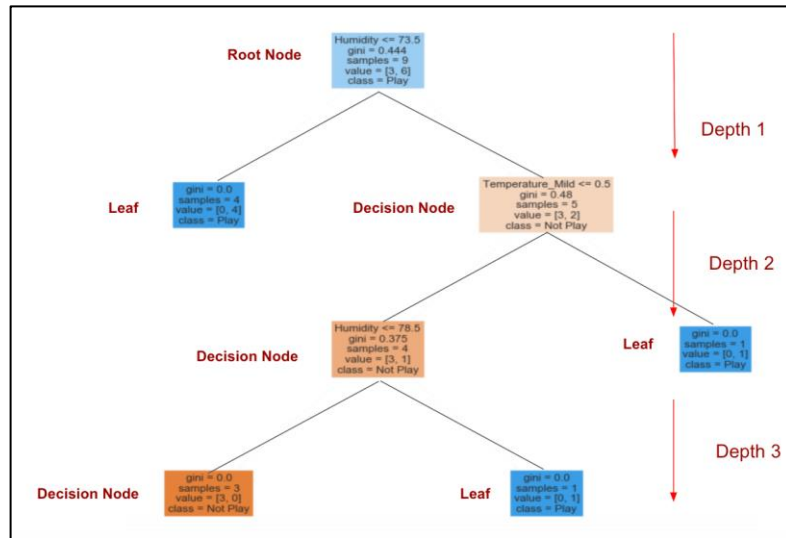 Root Node
Humidity <= 73.5
gini = 0.444
samples = 9
value = [3, 6]
class = Play
Depth 1
Leaf
gini = 0.0
samples = 4
value = [0, 4]
class = Play
Decision Node
Temperature_Mild <= 0.5
gini = 0.48
samples = 5
value = [3, 2]
class = Not Play
Depth 2
Decision Node
Humidity <= 78.5
gini = 0.375
samples = 4
value = [3, 1]
class = Not Play
Leaf
gini = 0.0
samples = 1
value = [0, 1]
class = Play
Depth 3
Decision Node
gini = 0.0
samples = 3
value = [3, 0]
class = Not Play
Leaf
gini = 0.0
samples = 1
value = [0, 1]
class = Play